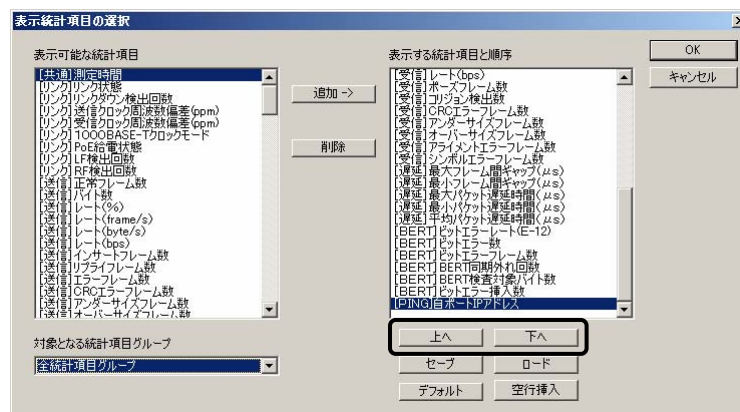 表示統計項目の選択
表示可能な統計項目
[共通]測定時間
[リンク]リンク状態
[リンク]リンクダウン検出回数
[リンク]送信クロック周波数偏差(ppm)
[リンク]受信クロック周波数偏差(ppm)
[リンク]1000BASE-Tクロックモード
[リンク]PoE給電状態
[リンク]LF検出回数
[リンク]RF検出回数
[送信]正常フレーム数
[送信]バイト数
[送信]レート(%)
[送信]レート(frame/s)
[送信]レート(byte/s)
[送信]レート(bps)
[送信]インサートフレーム数
[送信]リプライフレーム数
[送信]エラーフレーム数
[送信]CRCエラーフレーム数
[送信]アンダーサイズフレーム数
[送信]オーバーサイズフレーム数
対象となる統計項目グループ
全統計項目グループ
追加 ->
削除
表示する統計項目と順序
[受信]レート(bps)
[受信]ポーズフレーム数
[受信]コリジョン検出数
[受信]CRCエラーフレーム数
[受信]アンダーサイズフレーム数
[受信]オーバーサイズフレーム数
[受信]アライメントエラーフレーム数
[受信]シンボルエラーフレーム数
[遅延]最大フレーム間ギャップ(μs)
[遅延]最小フレーム間ギャップ(μs)
[遅延]最大パケット遅延時間(μs)
[遅延]最小パケット遅延時間(μs)
[遅延]平均パケット遅延時間(μs)
[BERT]ビットエラーレート(E-12)
[BERT]ビットエラー数
[BERT]ビットエラーフレーム数
[BERT]BERT同期外れ回数
[BERT]BERT検査対象バイト数
[BERT]ビットエラー挿入数
[PING]自ポートIPアドレス
上へ
下へ
セーブ
ロード
デフォルト
空行挿入
OK
キャンセル